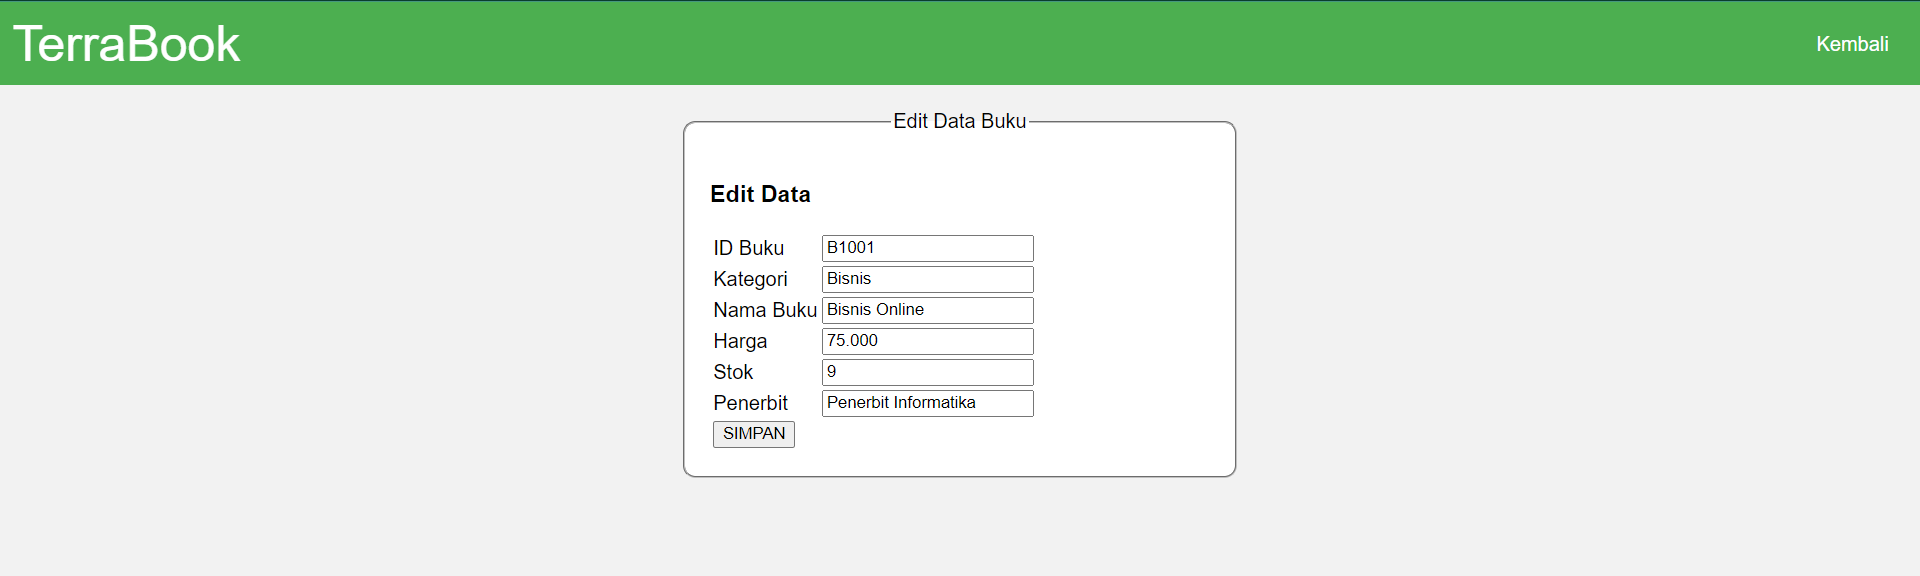 TerraBook Kembali
Edit Data Buku
Edit Data
ID Buku B1001
Kategori Bisnis
Nama Buku Bisnis Online
Harga 75.000
Stok 9
Penerbit Penerbit Informatika
SIMPAN